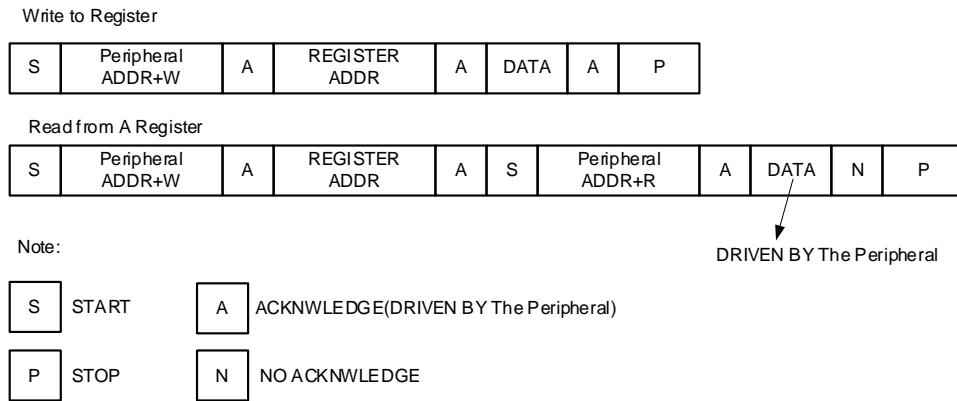 Write to Register
S Peripheral ADDR+W A REGISTER ADDR A DATA A P
Read from A Register
S Peripheral ADDR+W A REGISTER ADDR A S Peripheral ADDR+R A DATA N P
DRIVEN BY The Peripheral
Note:
S START A ACKNWLEDGE(DRIVEN BY The Peripheral)
P STOP N NO ACKNWLEDGE